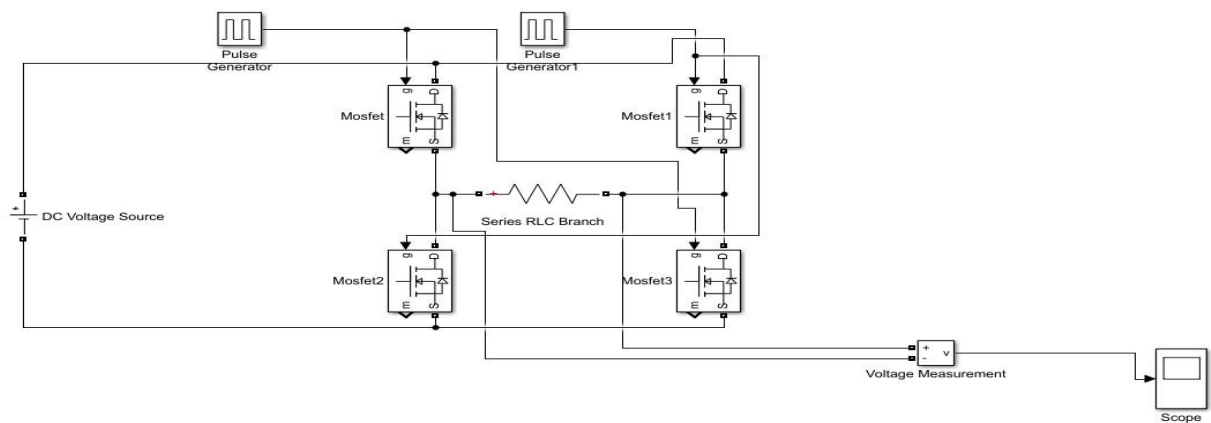 Pulse
Generator
Pulse
Generator1
g
D
Mosfet
m
S
g
D
Mosfet1
m
S
+
DC Voltage Source
+
Series RLC Branch
g
D
Mosfet2
m
S
g
D
Mosfet3
m
S
+
-
v
Voltage Measurement
Scope